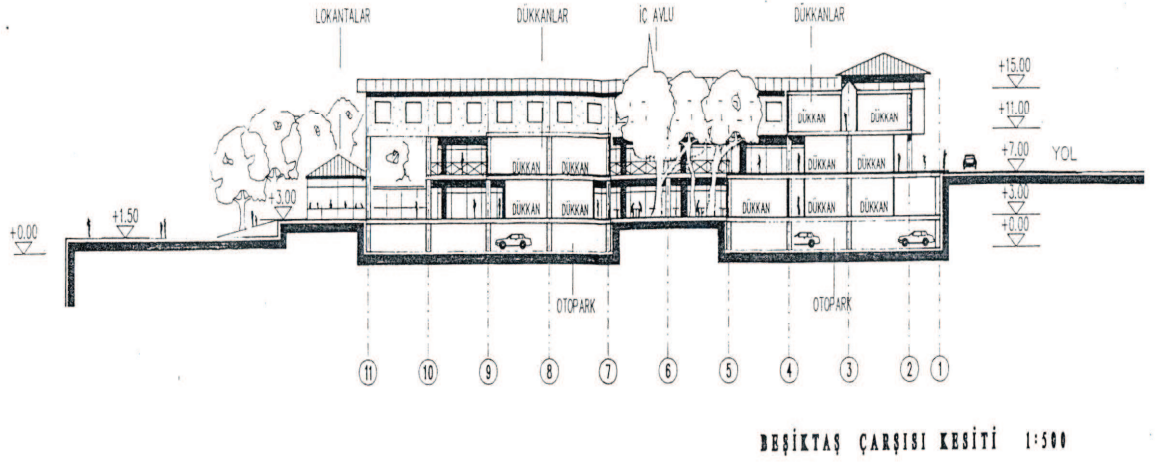 LOKANTALAR DÜKKANLAR İÇ AVLU DÜKKANLAR
+15.00
DÜKKAN DÜKKAN +11.00
DÜKKAN DÜKKAN DÜKKAN DÜKKAN +7.00 YOL
+3.00 DÜKKAN DÜKKAN DÜKKAN DÜKKAN DÜKKAN +3.00
+0.00 +1.50 +0.00
OTOPARK OTOPARK
11 10 9 8 7 6 5 4 3 2 1
BEŞİKTAŞ ÇARŞISI KESİTİ 1:500